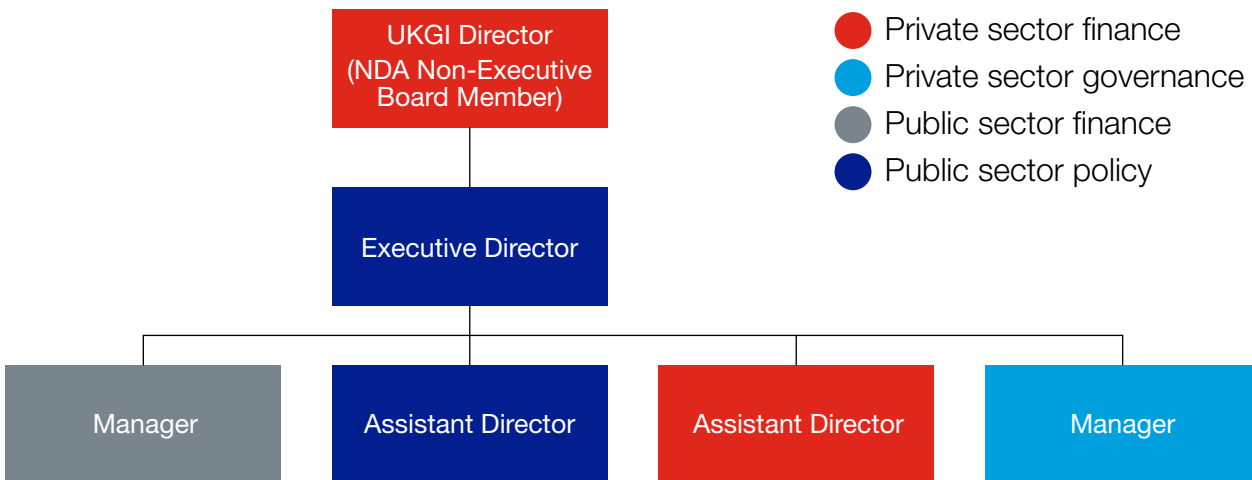 UKGI Director
(NDA Non-Executive
Board Member)
Private sector finance
Private sector governance
Public sector finance
Public sector policy
Executive Director
Manager
Assistant Director
Assistant Director
Manager